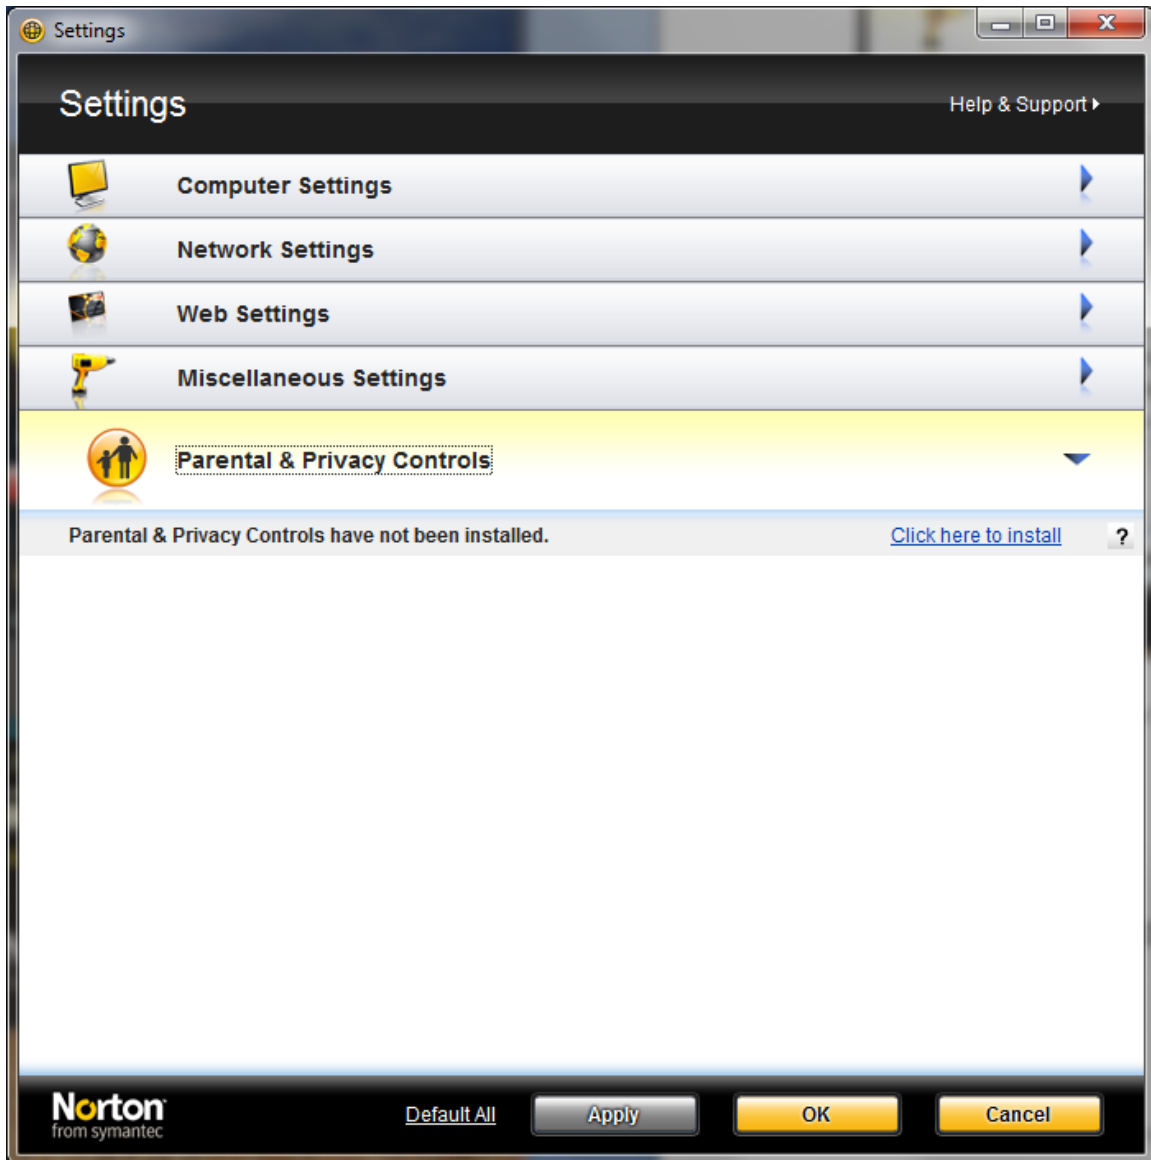 Settings
Settings
Help & Support
Computer Settings
Network Settings
Web Settings
Miscellaneous Settings
Parental & Privacy Controls
Parental & Privacy Controls have not been installed.
Click here to install
?
Norton
from symantec
Default All
Apply
OK
Cancel